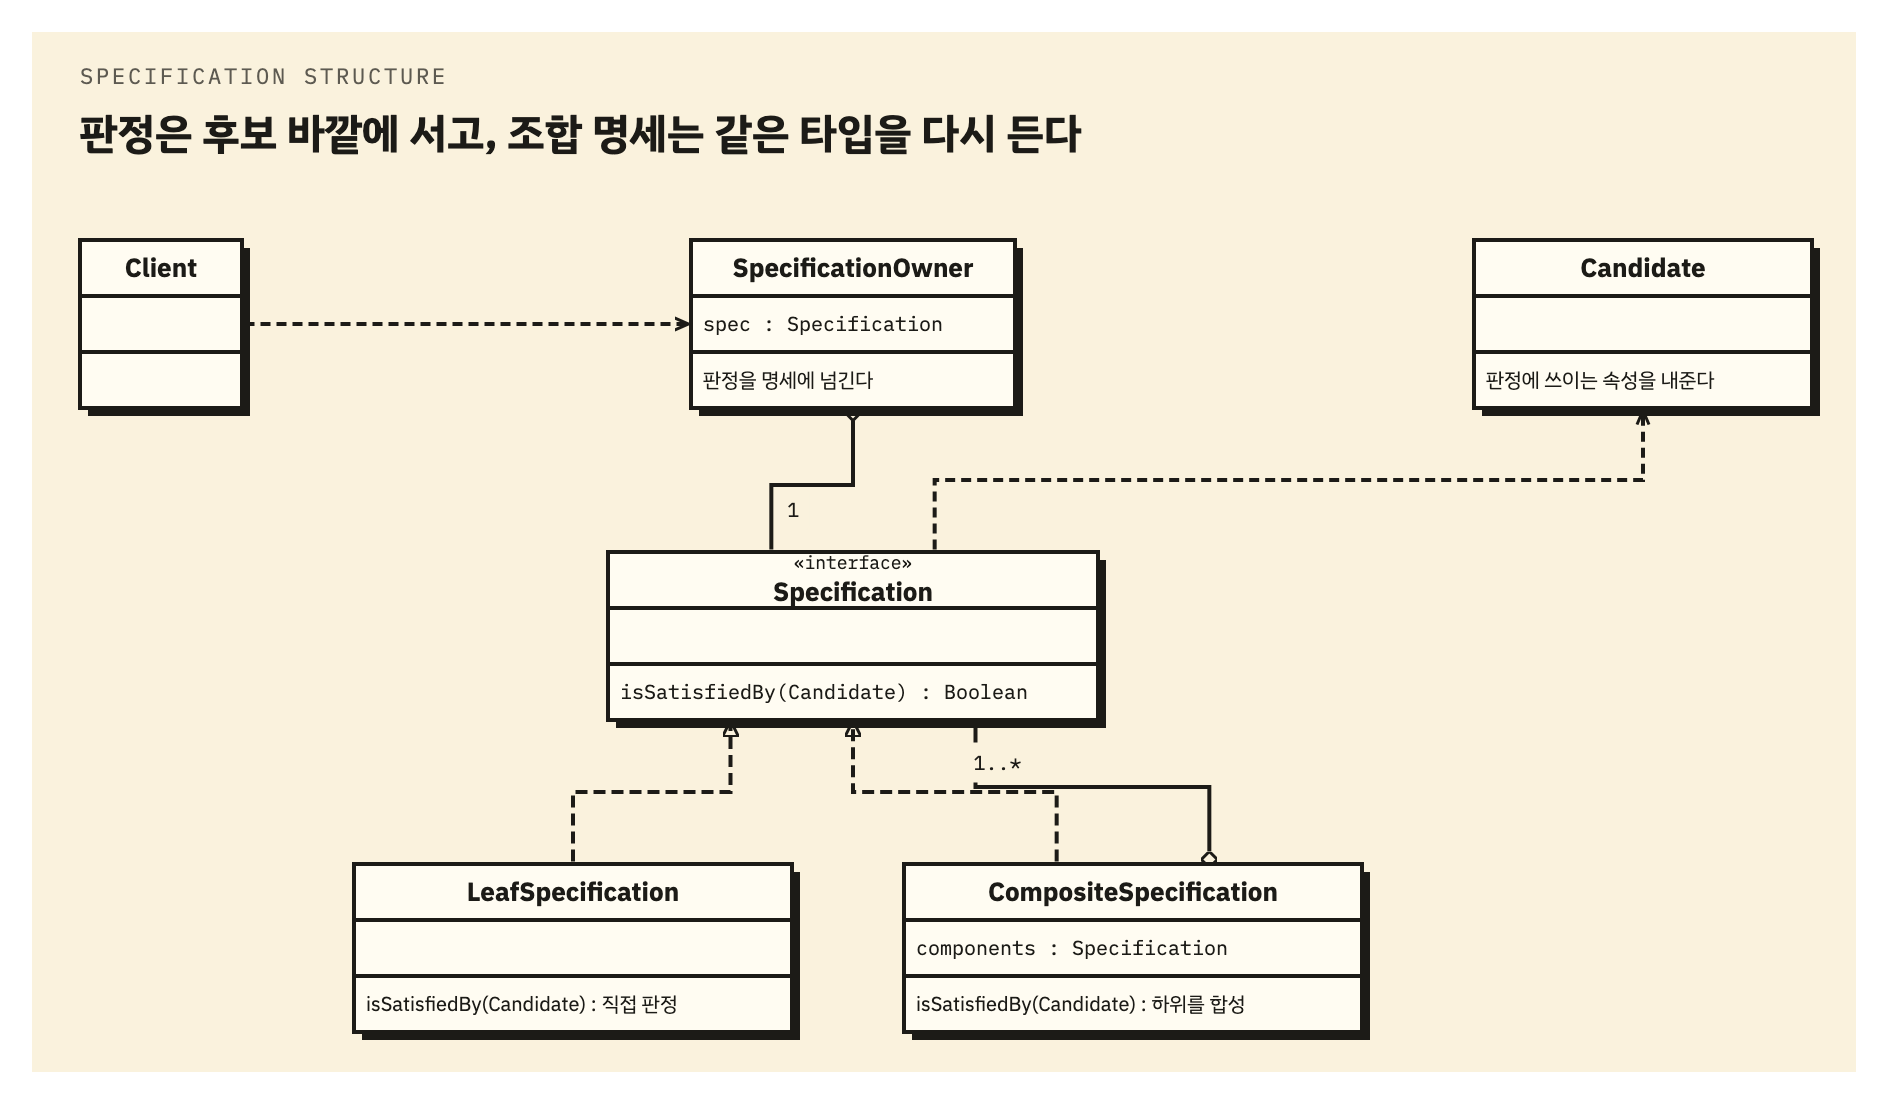 SPECIFICATION STRUCTURE
판정은 후보 바깥에 서고, 조합 명세는 같은 타입을 다시 든다
Client
SpecificationOwner
spec : Specification
판정을 명세에 넘긴다
Candidate
판정에 쓰이는 속성을 내준다
1
«interface»
Specification
isSatisfiedBy(Candidate) : Boolean
1..*
LeafSpecification
isSatisfiedBy(Candidate) : 직접 판정
CompositeSpecification
components : Specification
isSatisfiedBy(Candidate) : 하위를 합성